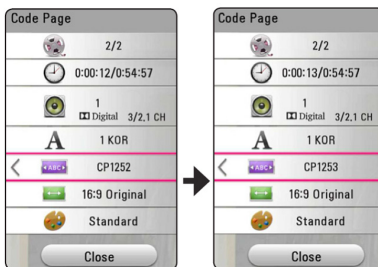 Code Page
2/2
0:00:12/0:54:57
1
Digital 3/2.1 CH
A 1 KOR
ABC CP1252
16:9 Original
Standard
Close
Code Page
2/2
0:00:13/0:54:57
1
Digital 3/2.1 CH
A 1 KOR
ABC CP1253
16:9 Original
Standard
Close